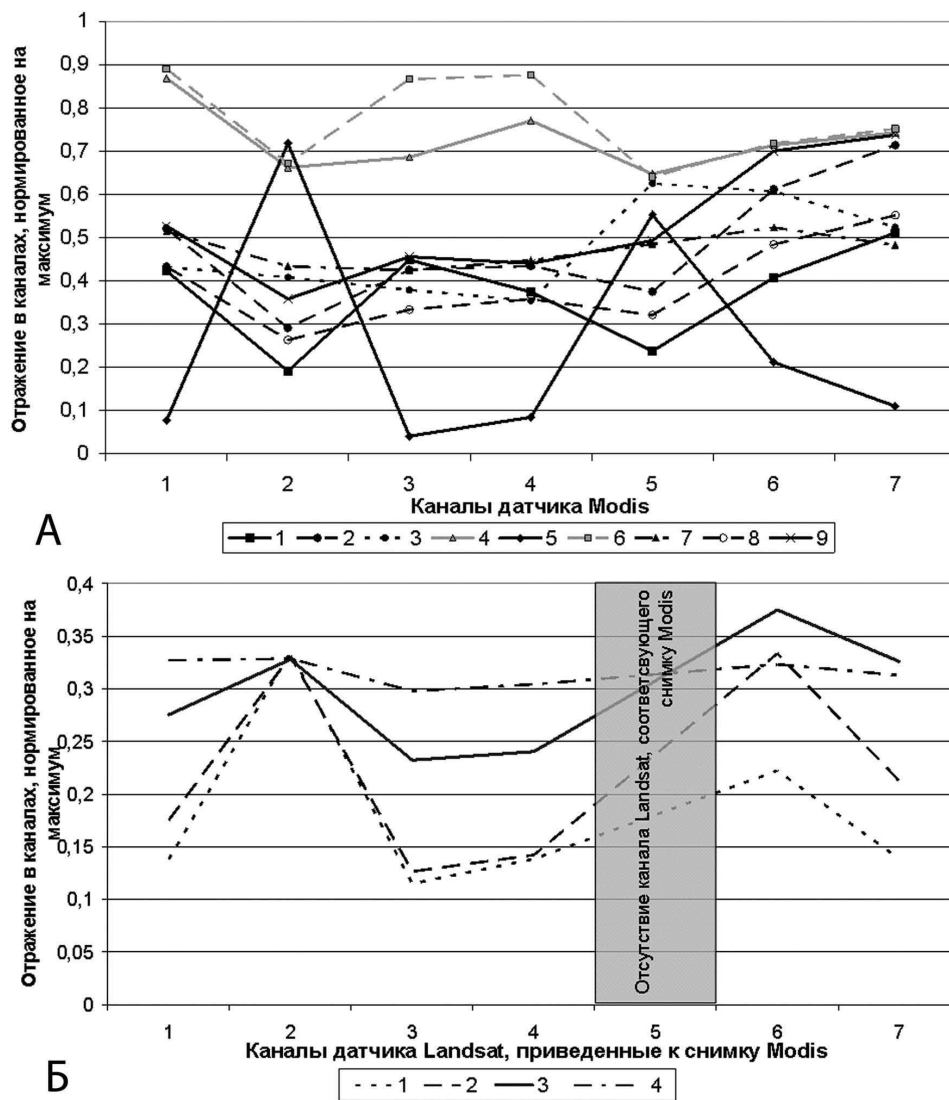 Отражение в каналах, нормированное на
максимум
1
0,9
0,8
0,7
0,6
0,5
0,4
0,3
0,2
0,1
0
1 2 3 4 5 6 7
Каналы датчика Modis
А
1 2 3 4 5 6 7 8 9
Отражение в каналах, нормированное на
максимум
0,4
0,35
0,3
0,25
0,2
0,15
0,1
0,05
0
Отсутствие канала Landsat, соответсвующего
снимку Modis
1 2 3 4 5 6 7
Каналы датчика Landsat, приведенные к снимку Modis
Б
1 2 3 4